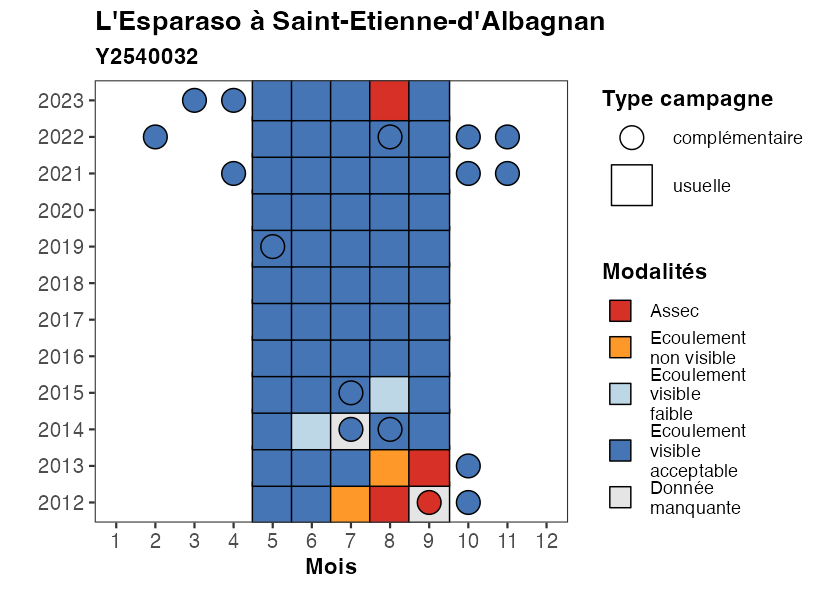 L'Esparaso à Saint-Etienne-d'Albagnan
Y2540032
2023
2022
2021
2020
2019
2018
2017
2016
2015
2014
2013
2012
1 2 3 4 5 6 7 8 9 10 11 12
Mois
Type campagne
complémentaire
usuelle
Modalités
Assec
Ecoulement
non visible
Ecoulement
visible
faible
Ecoulement
visible
acceptable
Donnée
manquante